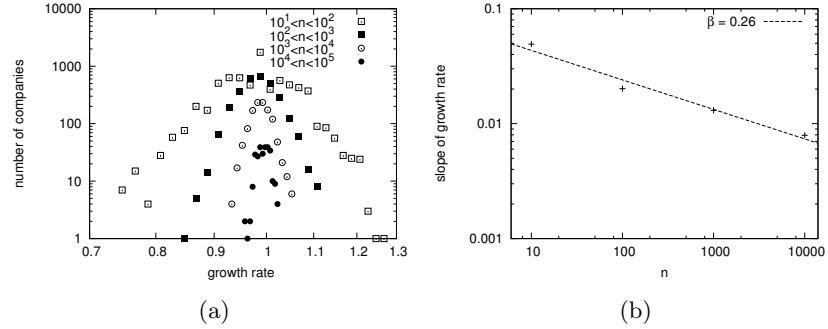 10000
1000
100
10
1
number of companies
10^1<n<10^2
10^2<n<10^3
10^3<n<10^4
10^4<n<10^5
0.7 0.8 0.9 1 1.1 1.2 1.3
growth rate
(a)
0.1
0.01
0.001
slope of growth rate
β = 0.26
10 100 1000 10000
n
(b)